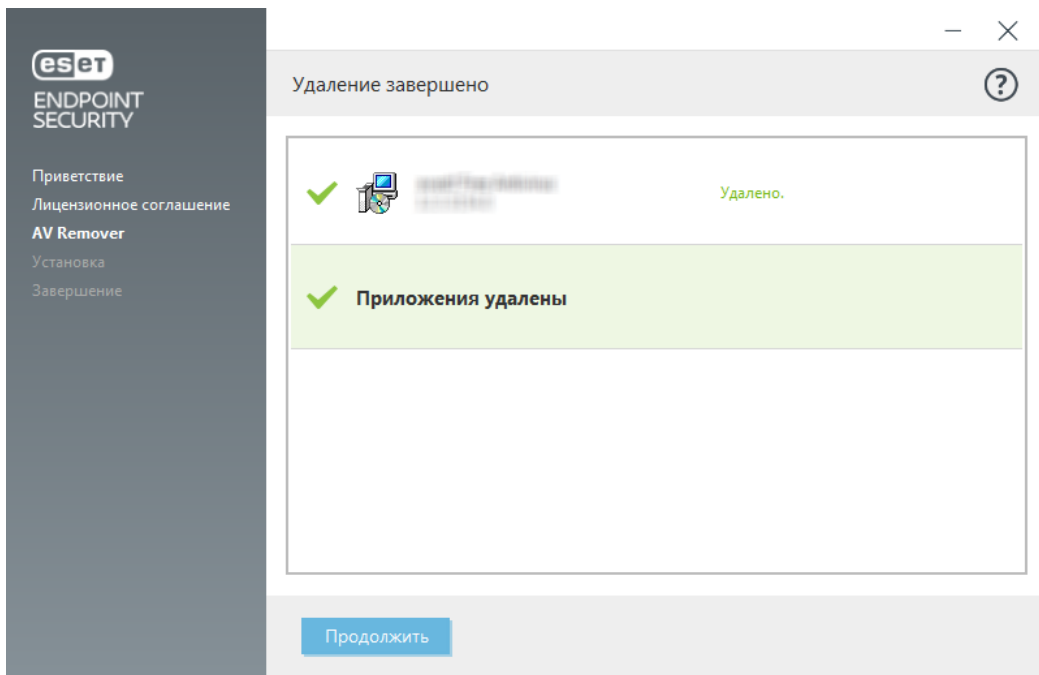 eset
ENDPOINT
SECURITY
Приветствие
Лицензионное соглашение
AV Remover
Установка
Завершение
Удаление завершено
?
Удалено.
Приложения удалены
Продолжить